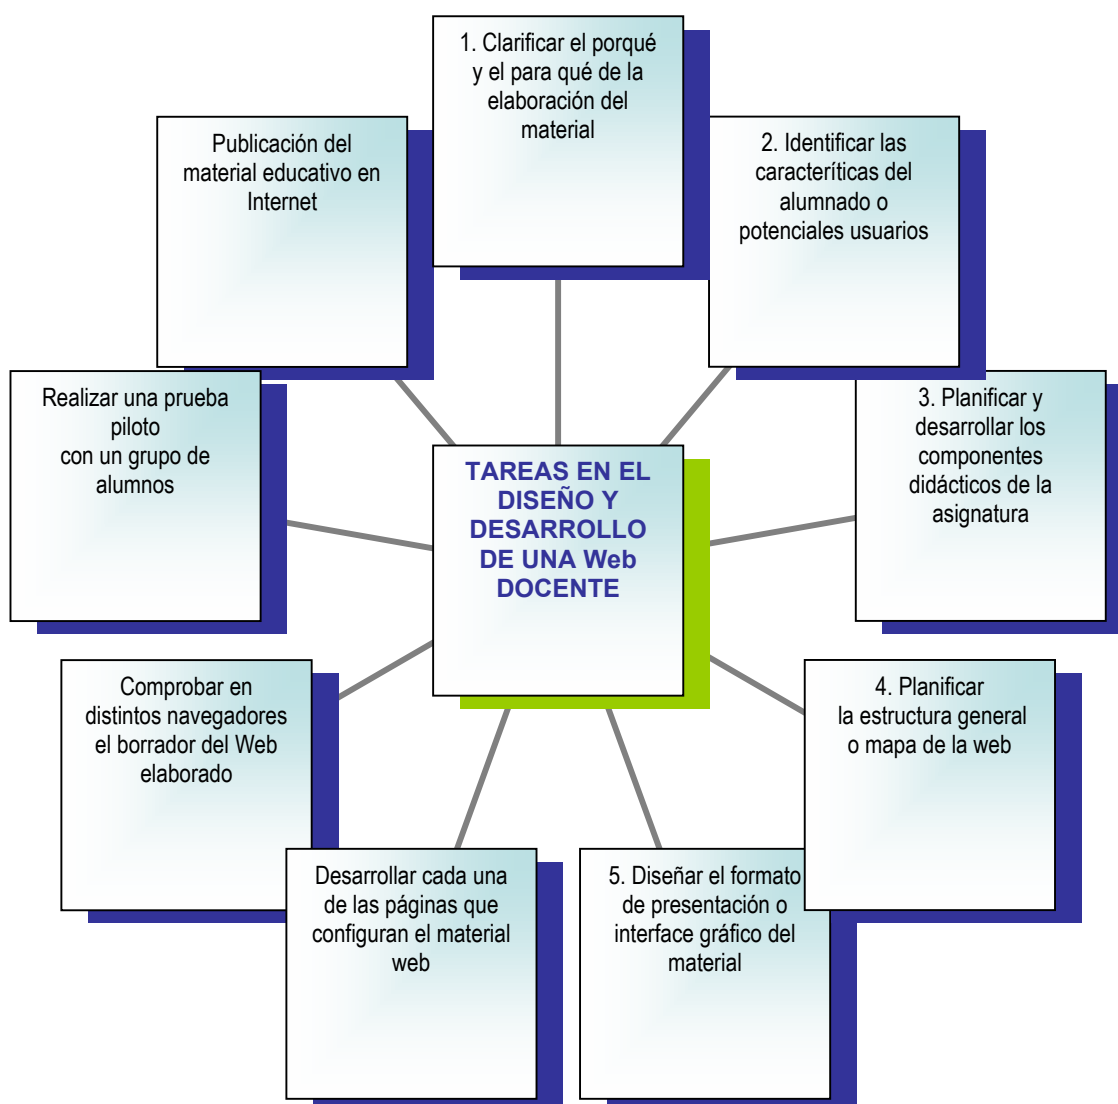 1. Clarificar el porqué
y el para qué de la
elaboración del
material
2. Identificar las
caracteríticas del
alumnado o
potenciales usuarios
3. Planificar y
desarrollar los
componentes
didácticos de la
asignatura
4. Planificar
la estructura general
o mapa de la web
5. Diseñar el formato
de presentación o
interface gráfico del
material
Desarrollar cada una
de las páginas que
configuran el material
web
Comprobar en
distintos navegadores
el borrador del Web
elaborado
Realizar una prueba
piloto
con un grupo de
alumnos
Publicación del
material educativo en
Internet
TAREAS EN EL
DISEÑO Y
DESARROLLO
DE UNA Web
DOCENTE